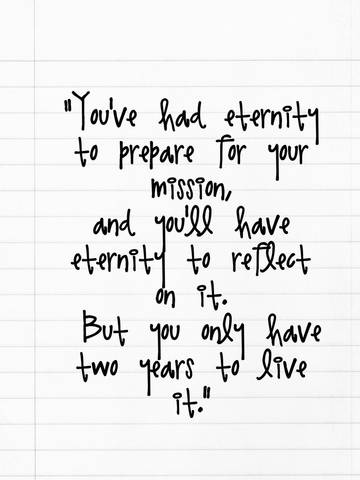 "You've had eternity
to prepare for your
mission,
and you'll have
eternity to reflect
on it.
But you only have
two years to live
it."